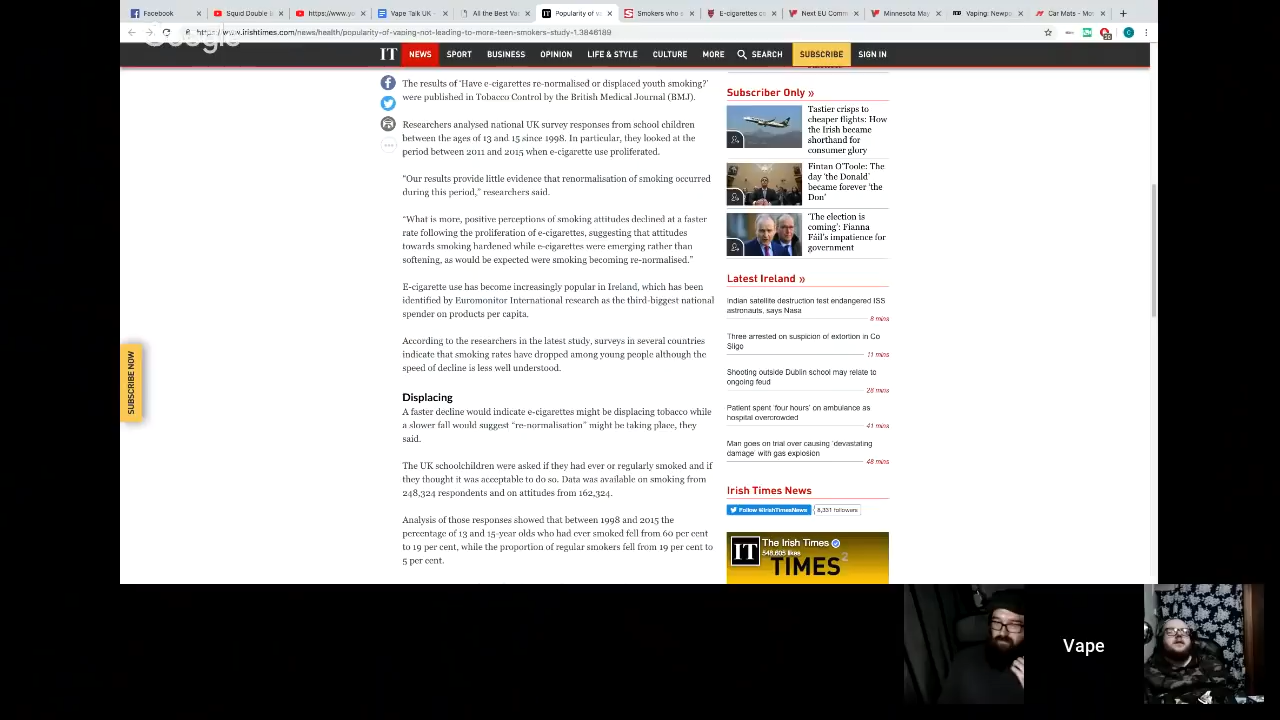 Facebook
Squid Double B
https://www.yo
Vape Talk UK -
All the Best Va
Popularity of va
Smokers who s
E-cigarettes co
Next EU Comm
Minnesota May
Vaping: Newp
Car Mats - Mo
https://www.irishtimes.com/news/health/popularity-of-vaping-not-leading-to-more-teen-smokers-study-1.3846189
Google
IT NEWS SPORT BUSINESS OPINION LIFE & STYLE CULTURE MORE SEARCH SUBSCRIBE SIGN IN
The results of ‘Have e-cigarettes re-normalised or displaced youth smoking?’
were published in Tobacco Control by the British Medical Journal (BMJ).
Researchers analysed national UK survey responses from school children
between the ages of 13 and 15 since 1998. In particular, they looked at the
period between 2011 and 2015 when e-cigarette use proliferated.
“Our results provide little evidence that renormalisation of smoking occurred
during this period,” researchers said.
“What is more, positive perceptions of smoking attitudes declined at a faster
rate following the proliferation of e-cigarettes, suggesting that attitudes
towards smoking hardened while e-cigarettes were emerging rather than
softening, as would be expected were smoking becoming re-normalised.”
E-cigarette use has become increasingly popular in Ireland, which has been
identified by Euromonitor International research as the third-biggest national
spender on products per capita.
According to the researchers in the latest study, surveys in several countries
indicate that smoking rates have dropped among young people although the
speed of decline is less well understood.
Displacing
A faster decline would indicate e-cigarettes might be displacing tobacco while
a slower fall would suggest “re-normalisation” might be taking place, they
said.
The UK schoolchildren were asked if they had ever or regularly smoked and if
they thought it was acceptable to do so. Data was available on smoking from
248,324 respondents and on attitudes from 162,324.
Analysis of those responses showed that between 1998 and 2015 the
percentage of 13 and 15-year olds who had ever smoked fell from 60 per cent
to 19 per cent, while the proportion of regular smokers fell from 19 per cent to
5 per cent.
SUBSCRIBE NOW
Subscriber Only »
Tastier crisps to
cheaper flights: How
the Irish became
shorthand for
consumer glory
Fintan O’Toole: The
day ‘the Donald’
became forever ‘the
Don’
‘The election is
coming’: Fianna
Fáil’s impatience for
government
Latest Ireland »
Indian satellite destruction test endangered ISS
astronauts, says Nasa
8 mins
Three arrested on suspicion of extortion in Co
Sligo
11 mins
Shooting outside Dublin school may relate to
ongoing feud
28 mins
Patient spent ‘four hours’ on ambulance as
hospital overcrowded
41 mins
Man goes on trial over causing ‘devastating
damage’ with gas explosion
48 mins
Irish Times News
Follow @IrishTimesNews 8,331 followers
IT The Irish Times
548,605 likes
TIMES2
Vape